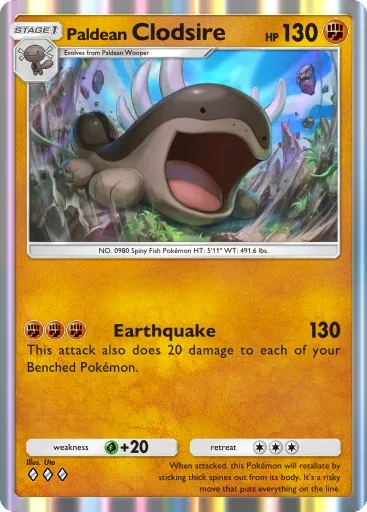 STAGE 1
Paldean Clodsire HP 130
Evolves from Paldean Wooper
NO. 0980 Spiny Fish Pokémon HT: 5'11" WT: 491.6 lbs.
Earthquake 130
This attack also does 20 damage to each of your
Benched Pokémon.
weakness +20 retreat
Illus. Uta
When attacked, this Pokémon will retaliate by
sticking thick spines out from its body. It's a risky
move that puts everything on the line.